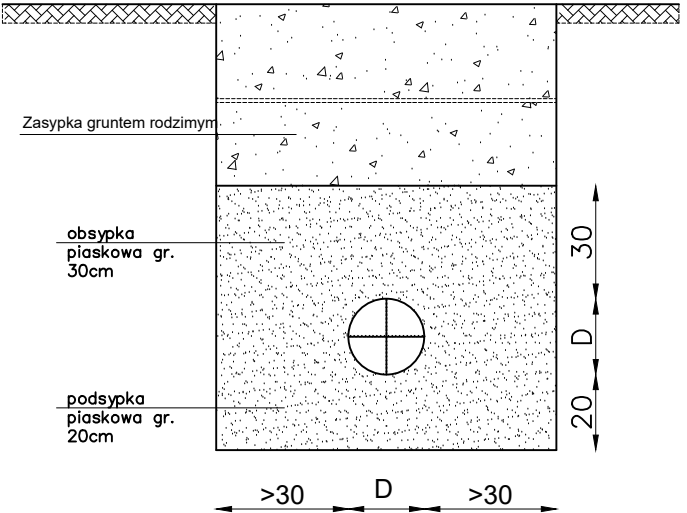 Zasypka gruntem rodzimym
obsypka
piaskowa gr.
30cm
30
D
podsypka
piaskowa gr.
20cm
20
>30
D
>30